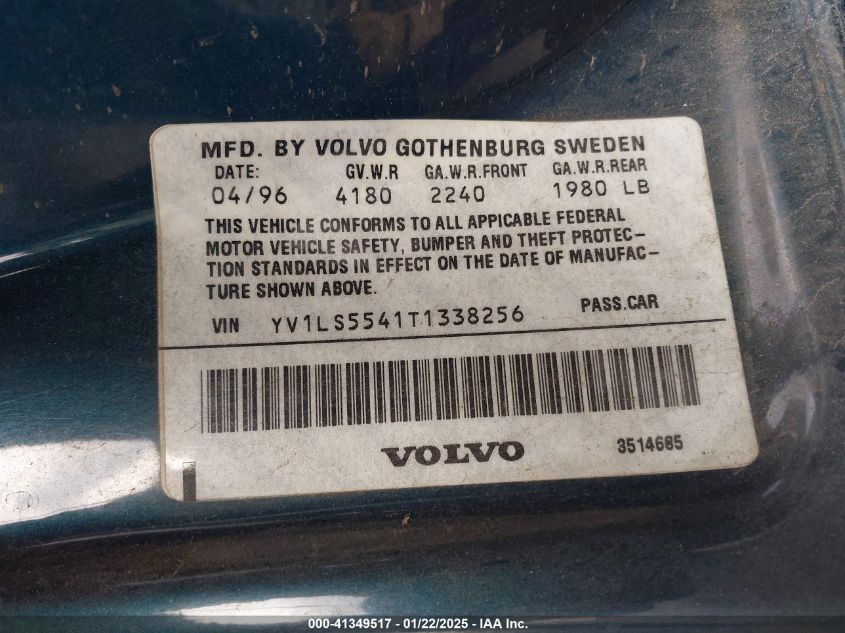 MFD. BY VOLVO GOTHENBURG SWEDEN
DATE: GV.W.R GA.W.R.FRONT GA.W.R.REAR
04/96 4180 2240 1980 LB
THIS VEHICLE CONFORMS TO ALL APPICABLE FEDERAL
MOTOR VEHICLE SAFETY, BUMPER AND THEFT PROTEC-
TION STANDARDS IN EFFECT ON THE DATE OF MANUFAC-
TURE SHOWN ABOVE.
VIN YV1LS5541T1338256 PASS.CAR
VOLVO 3514685
000-41349517 - 01/22/2025 - IAA Inc.